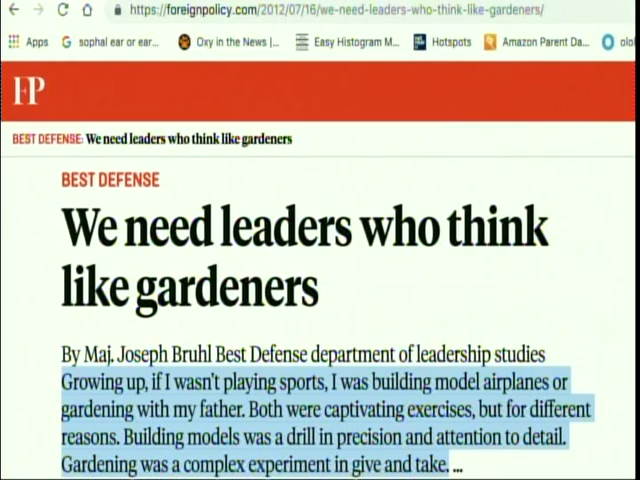 https://foreignpolicy.com/2012/07/16/we-need-leaders-who-think-like-gardeners/
Apps sophal ear or ear... Oxy in the News |... Easy Histogram M... Hotspots Amazon Parent Da... olol
FP
BEST DEFENSE: We need leaders who think like gardeners
BEST DEFENSE
We need leaders who think
like gardeners
By Maj. Joseph Bruhl Best Defense department of leadership studies
Growing up, if I wasn't playing sports, I was building model airplanes or
gardening with my father. Both were captivating exercises, but for different
reasons. Building models was a drill in precision and attention to detail.
Gardening was a complex experiment in give and take. ...